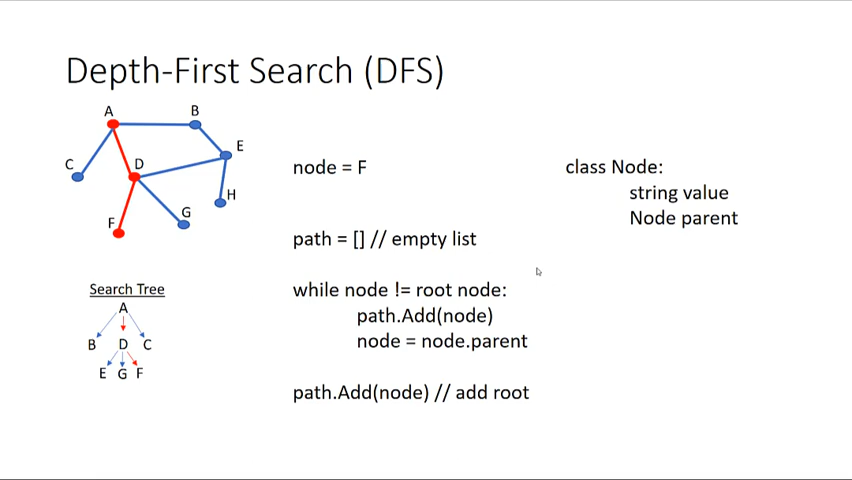 Depth-First Search (DFS)
A
B
E
C
D
H
G
F
node = F
path = [] // empty list
while node != root node:
path.Add(node)
node = node.parent
path.Add(node) // add root
class Node:
string value
Node parent
Search Tree
A
B D C
E G F